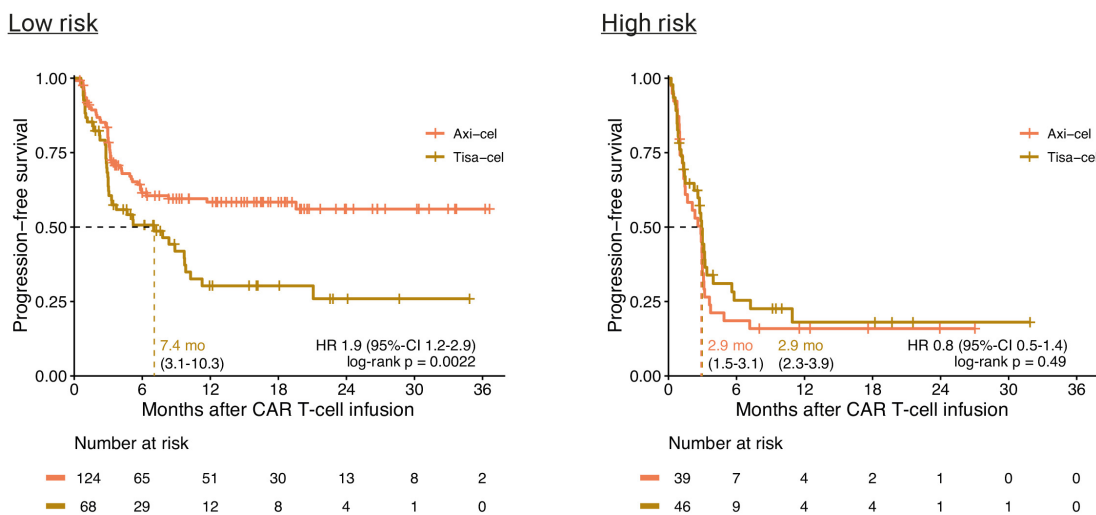 Low risk
Progression−free survival
1.00
0.75
0.50
0.25
0.00
Axi−cel
Tisa−cel
7.4 mo
(3.1-10.3)
HR 1.9 (95%-CI 1.2-2.9)
log-rank p = 0.0022
0 6 12 18 24 30 36
Months after CAR T-cell infusion
Number at risk
124 65 51 30 13 8 2
68 29 12 8 4 1 0
High risk
Progression−free survival
1.00
0.75
0.50
0.25
0.00
Axi−cel
Tisa−cel
2.9 mo 2.9 mo
(1.5-3.1) (2.3-3.9)
HR 0.8 (95%-CI 0.5-1.4)
log-rank p = 0.49
0 6 12 18 24 30 36
Months after CAR T-cell infusion
Number at risk
39 7 4 2 1 0 0
46 9 4 4 1 1 0